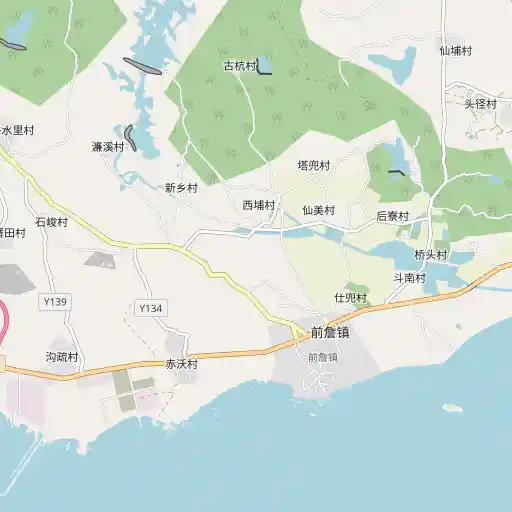 仙埔村
古杭村
头径村
水里村
濂溪村
塔兜村
新乡村
西埔村
仙美村
后寮村
石峻村
田村
桥头村
斗南村
仕兜村
Y139
Y134
前詹镇
沟疏村
前詹镇
赤沃村